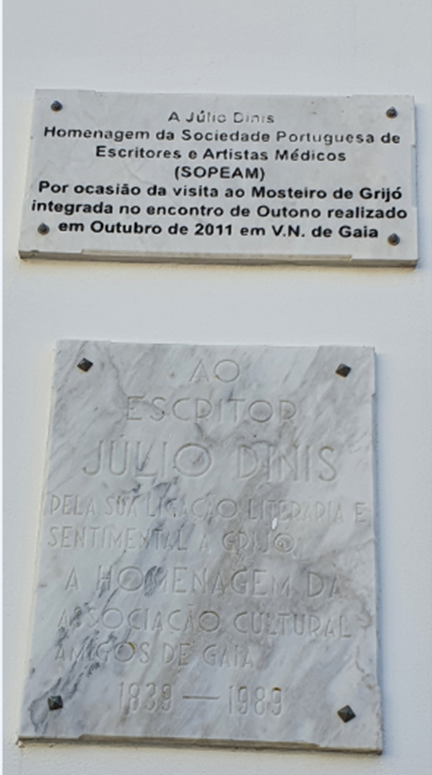 A Júlio Dinis
Homenagem da Sociedade Portuguesa de
Escritores e Artistas Médicos
(SOPEAM)
Por ocasião da visita ao Mosteiro de Grijó
integrada no encontro de Outono realizado
em Outubro de 2011 em V.N. de Gaia
AO
ESCRITOR
JÚLIO DINIS
PELA SUA LIGAÇÃO LITERARIA E
SENTIMENTAL A GRIJÓ,
A HOMENAGEM DA
ASSOCIAÇÃO CULTURAL
AMIGOS DE GAIA
1839 — 1989